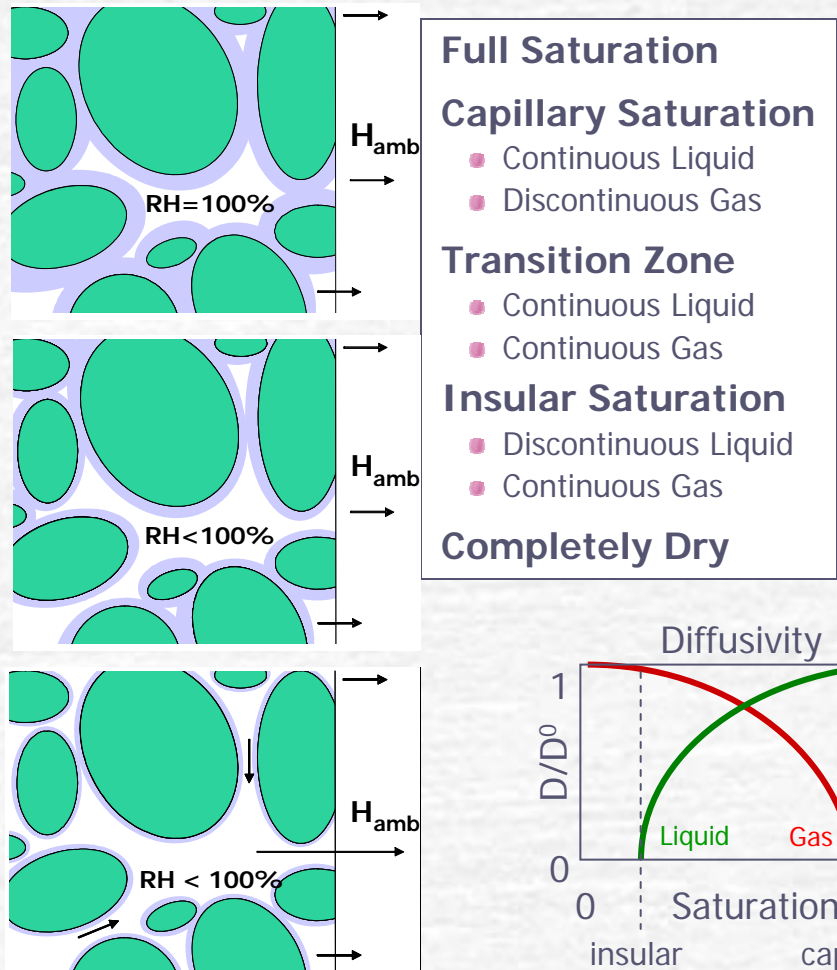 H_amb
RH=100%
H_amb
RH<100%
H_amb
RH < 100%
Full Saturation
Capillary Saturation
Continuous Liquid
Discontinuous Gas
Transition Zone
Continuous Liquid
Continuous Gas
Insular Saturation
Discontinuous Liquid
Continuous Gas
Completely Dry
Diffusivity
1
D/D⁰
Liquid Gas
0
0 Saturation
insular